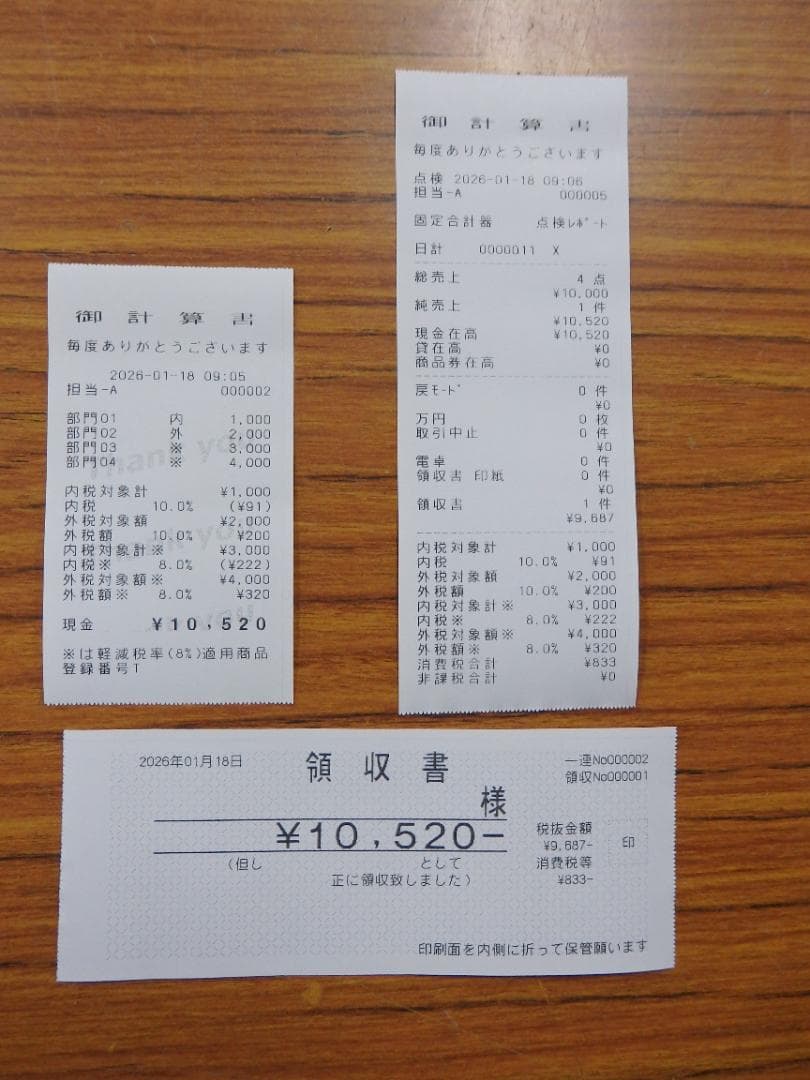 御計算書
毎度ありがとうございます
2026-01-18 09:05
担当-A 000002
部門01 内 1,000
部門02 外 2,000
部門03 ※ 3,000
部門04 ※ 4,000
内税対象計 ¥1,000
内税 10.0% (¥91)
外税対象額 ¥2,000
外税額 10.0% ¥200
内税対象計※ ¥3,000
内税※ 8.0% (¥222)
外税対象額※ ¥4,000
外税額※ 8.0% ¥320
現金 ¥10,520
※は軽減税率(8%)適用商品
登録番号T
御計算書
毎度ありがとうございます
点検 2026-01-18 09:06
担当-A 000005
固定合計器 点検ﾚﾎﾟｰﾄ
日計 0000011 X
総売上 4 点
¥10,000
純売上 1 件
¥10,520
現金在高 ¥10,520
貸在高 ¥0
商品券在高 ¥0
戻ﾓｰﾄﾞ 0 件
¥0
万円 0 枚
取引中止 0 件
¥0
電卓 0 件
領収書 印紙 0 件
¥0
領収書 1 件
¥9,687
内税対象計 ¥1,000
内税 10.0% ¥91
外税対象額 ¥2,000
外税額 10.0% ¥200
内税対象計※ ¥3,000
内税※ 8.0% ¥222
外税対象額※ ¥4,000
外税額※ 8.0% ¥320
消費税合計 ¥833
非課税合計 ¥0
2026年01月18日 領収書 一連No000002
領収No000001
様
¥10,520-
税抜金額
¥9,687-
印
消費税等
¥833-
(但し として
正に領収致しました)
印刷面を内側に折って保管願います